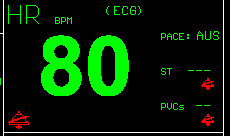 HR BPM (ECG)
80
PACE: AUS
ST ---
PVCs --